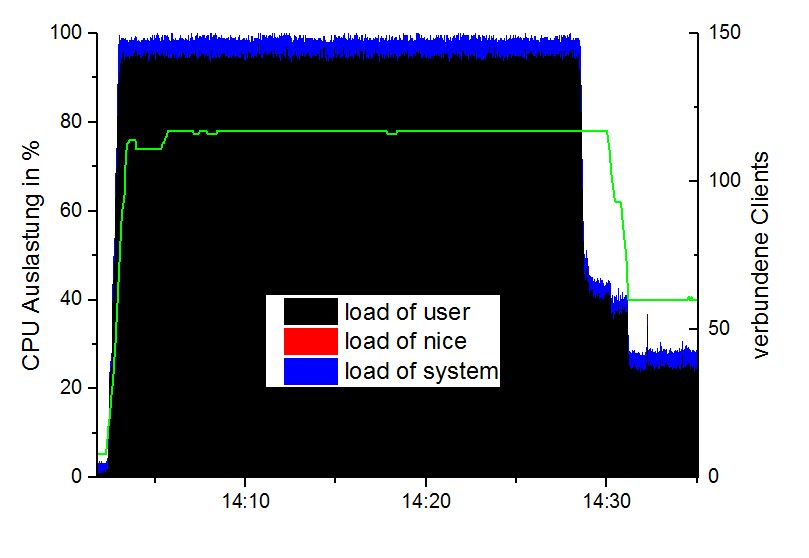 100
80
60
40
20
0
CPU Auslastung in %
150
100
50
0
verbundene Clients
load of user
load of nice
load of system
14:10
14:20
14:30